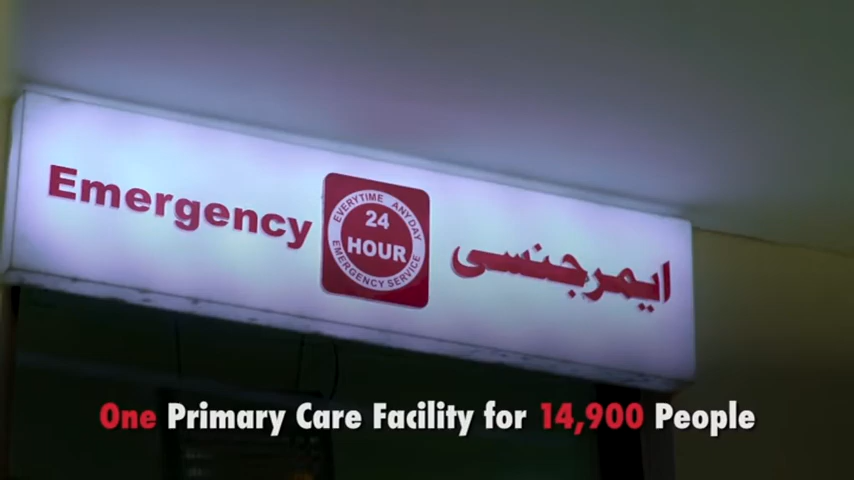 Emergency
EVERYTIME ANYDAY
24
HOUR
EMERGENCY SERVICE
ایمرجنسی
One Primary Care Facility for 14,900 People